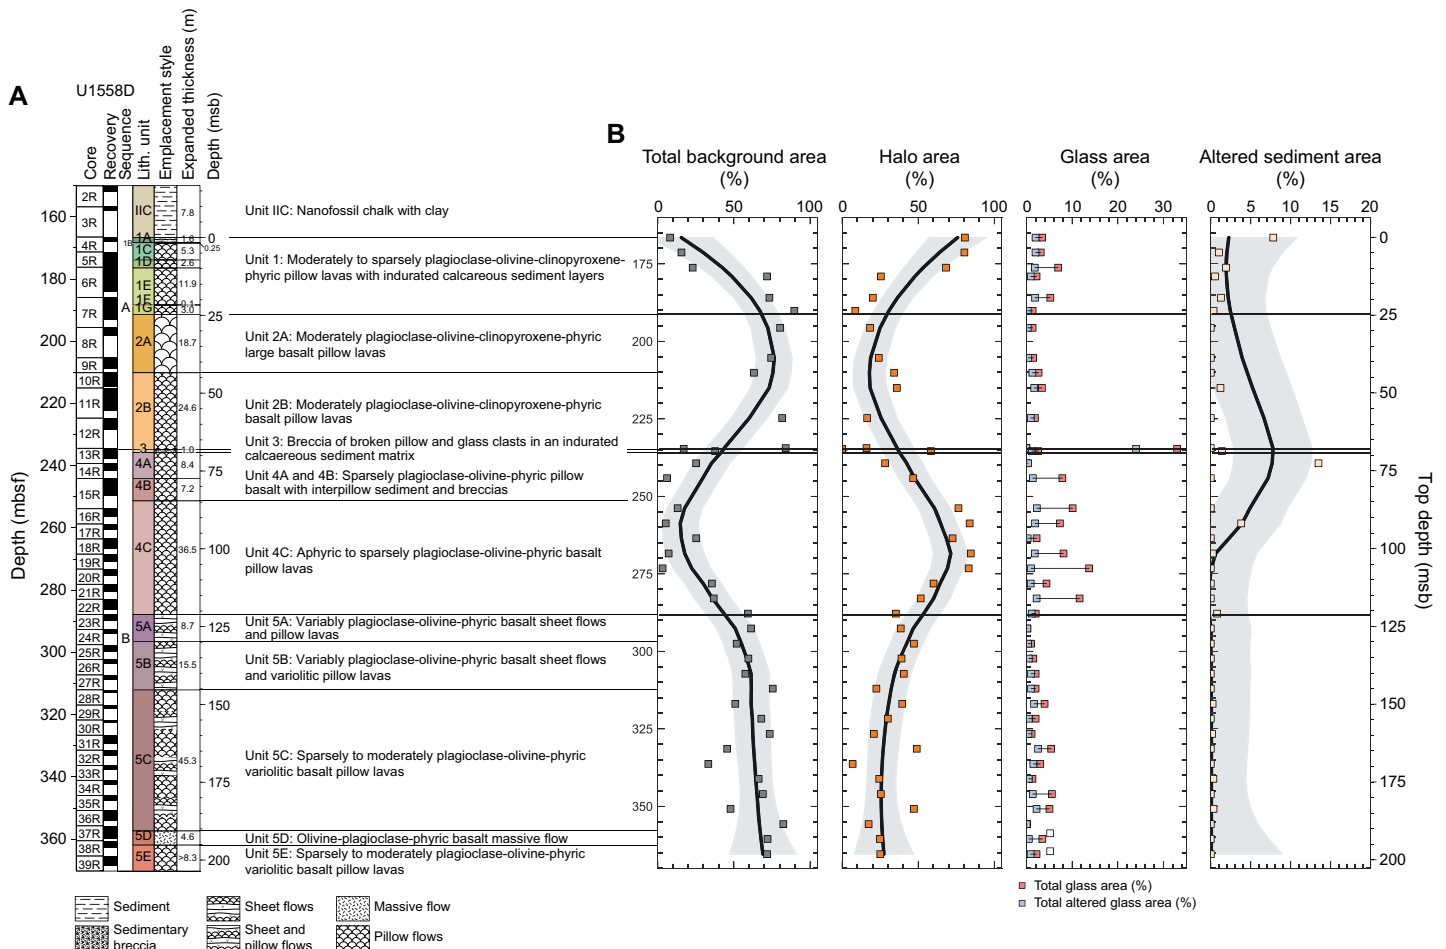 A
U1558D
Core
Recovery
Sequence
Lith. unit
Emplacement style
Expanded thickness (m)
Depth (msb)
Depth (mbsf)
160
180
200
220
240
260
280
300
320
340
360
2R
3R
4R
5R
6R
7R
8R
9R
10R
11R
12R
13R
14R
15R
16R
17R
18R
19R
20R
21R
22R
23R
24R
25R
26R
27R
28R
29R
30R
31R
32R
33R
34R
35R
36R
37R
38R
39R
A
B
IIC
1A
1B
1C
1D
1E
1F
1G
2A
2B
3
4A
4B
4C
5A
5B
5C
5D
5E
7.8
1.6
0.25
5.3
2.6
11.9
0.1
3.0
18.7
24.6
1.0
8.4
7.2
36.5
8.7
15.5
45.3
4.6
>8.3
0
25
50
75
100
125
150
175
200
Unit IIC: Nanofossil chalk with clay
Unit 1: Moderately to sparsely plagioclase-olivine-clinopyroxene-
phyric pillow lavas with indurated calcareous sediment layers
Unit 2A: Moderately plagioclase-olivine-clinopyroxene-phyric
large basalt pillow lavas
Unit 2B: Moderately plagioclase-olivine-clinopyroxene-phyric
basalt pillow lavas
Unit 3: Breccia of broken pillow and glass clasts in an indurated
calcaereous sediment matrix
Unit 4A and 4B: Sparsely plagioclase-olivine-phyric pillow
basalt with interpillow sediment and breccias
Unit 4C: Aphyric to sparsely plagioclase-olivine-phyric basalt
pillow lavas
Unit 5A: Variably plagioclase-olivine-phyric basalt sheet flows
and pillow lavas
Unit 5B: Variably plagioclase-olivine-phyric basalt sheet flows
and variolitic pillow lavas
Unit 5C: Sparsely to moderately plagioclase-olivine-phyric
variolitic basalt pillow lavas
Unit 5D: Olivine-plagioclase-phyric basalt massive flow
Unit 5E: Sparsely to moderately plagioclase-olivine-phyric
variolitic basalt pillow lavas
Sediment
Sheet flows
Massive flow
Sedimentary
breccia
Sheet and
pillow flows
Pillow flows
B
Total background area
(%)
0 50 100
175
200
225
250
275
300
325
350
Halo area
(%)
0 50 100
Glass area
(%)
0 10 20 30
Altered sediment area
(%)
0 5 10 15 20
0
25
50
75
100
125
150
175
200
Top depth (msb)
Total glass area (%)
Total altered glass area (%)